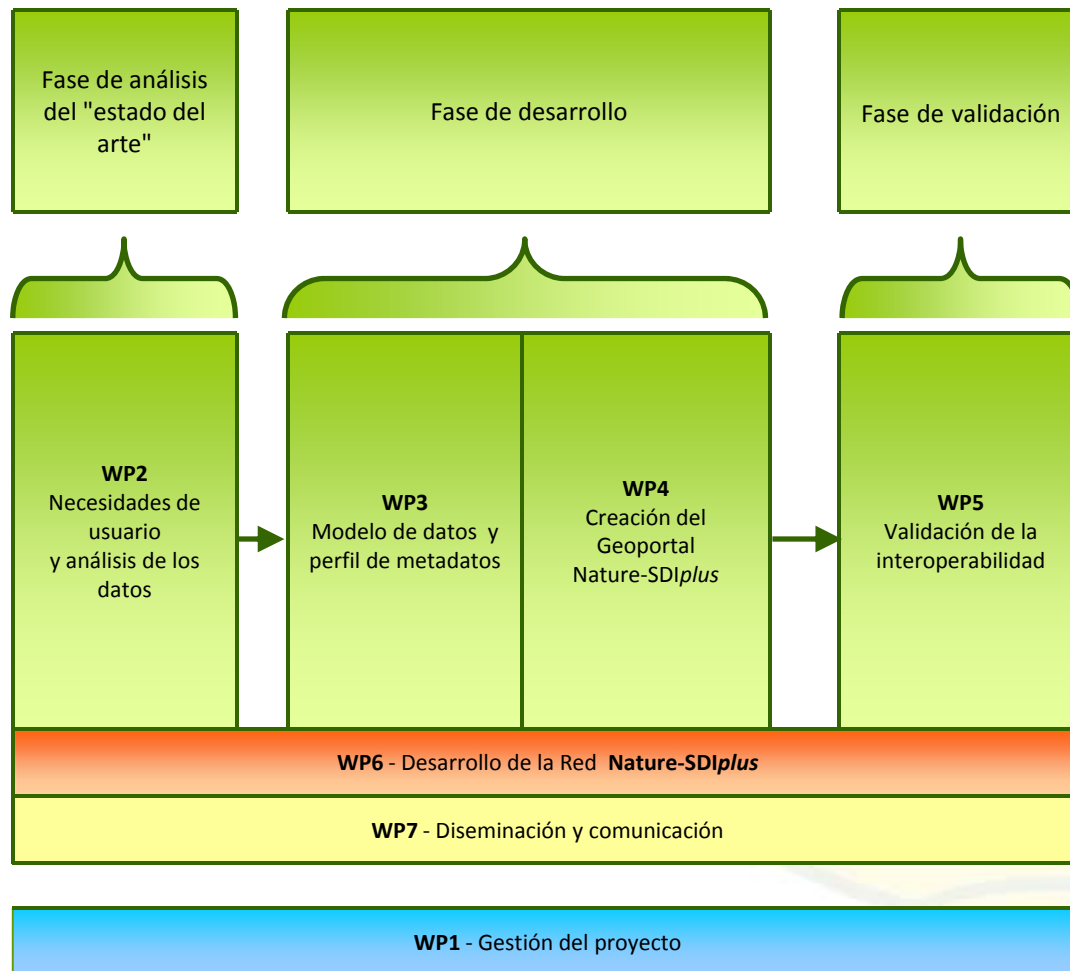 Fase de análisis
del "estado del
arte"
Fase de desarrollo
Fase de validación
WP2
Necesidades de
usuario
y análisis de los
datos
WP3
Modelo de datos y
perfil de metadatos
WP4
Creación del
Geoportal
Nature-SDIplus
WP5
Validación de la
interoperabilidad
WP6 - Desarrollo de la Red Nature-SDIplus
WP7 - Diseminación y comunicación
WP1 - Gestión del proyecto